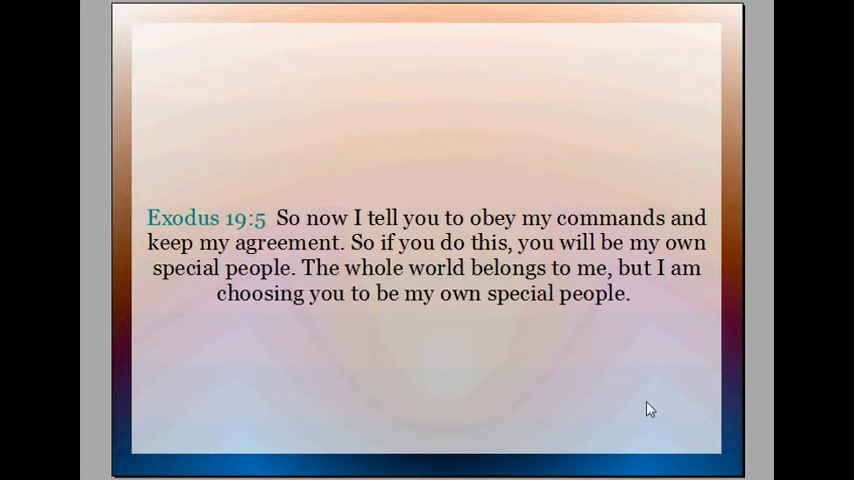 Exodus 19:5 So now I tell you to obey my commands and
keep my agreement. So if you do this, you will be my own
special people. The whole world belongs to me, but I am
choosing you to be my own special people.